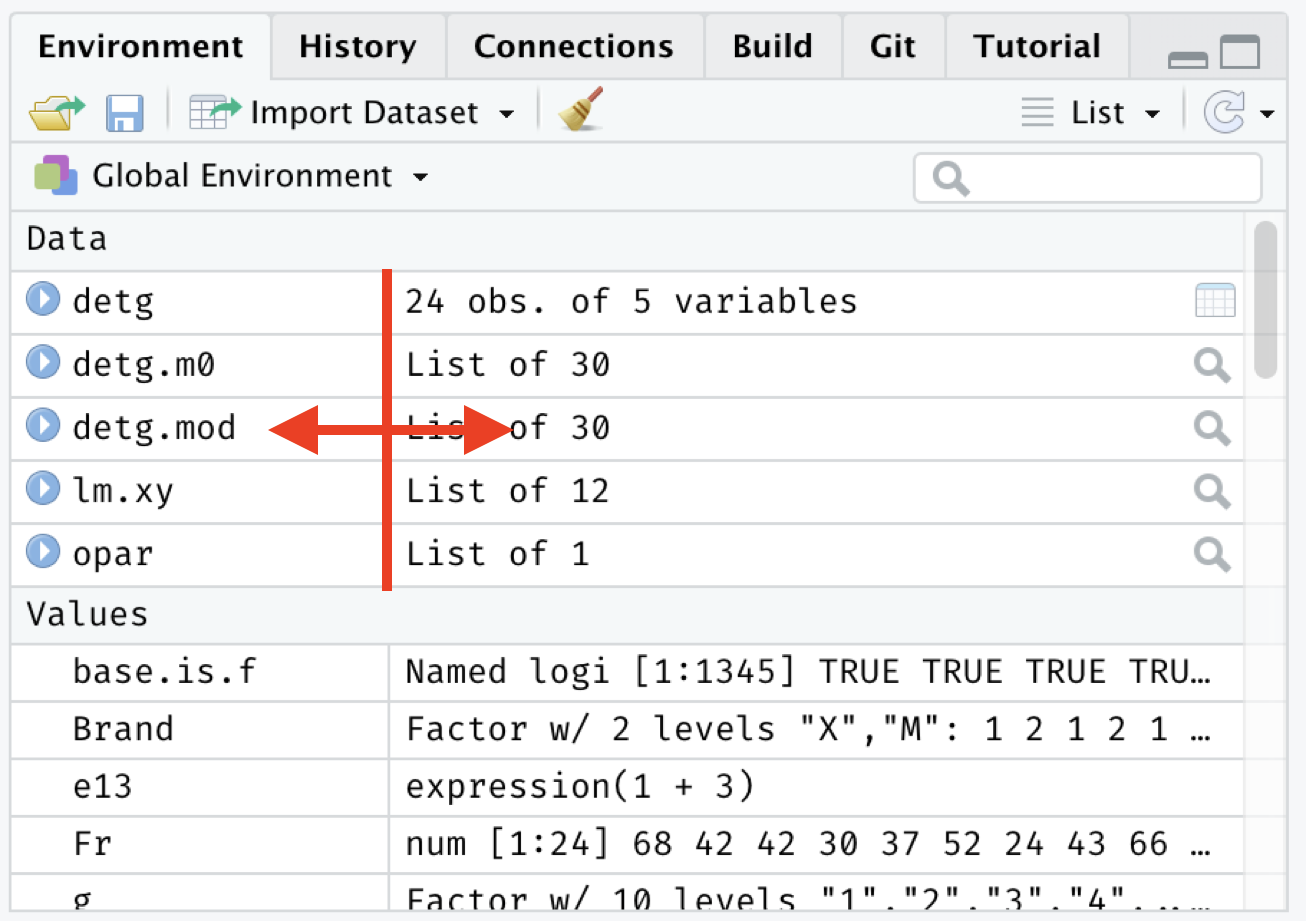 Environment History Connections Build Git Tutorial
Import Dataset List
Global Environment
Data
detg 24 obs. of 5 variables
detg.m0 List of 30
detg.mod List of 30
lm.xy List of 12
opar List of 1
Values
base.is.f Named logi [1:1345] TRUE TRUE TRUE TRU…
Brand Factor w/ 2 levels "X","M": 1 2 1 2 1 …
e13 expression(1 + 3)
Fr num [1:24] 68 42 42 30 37 52 24 43 66 …
g Factor w/ 10 levels "1","2","3","4",..…